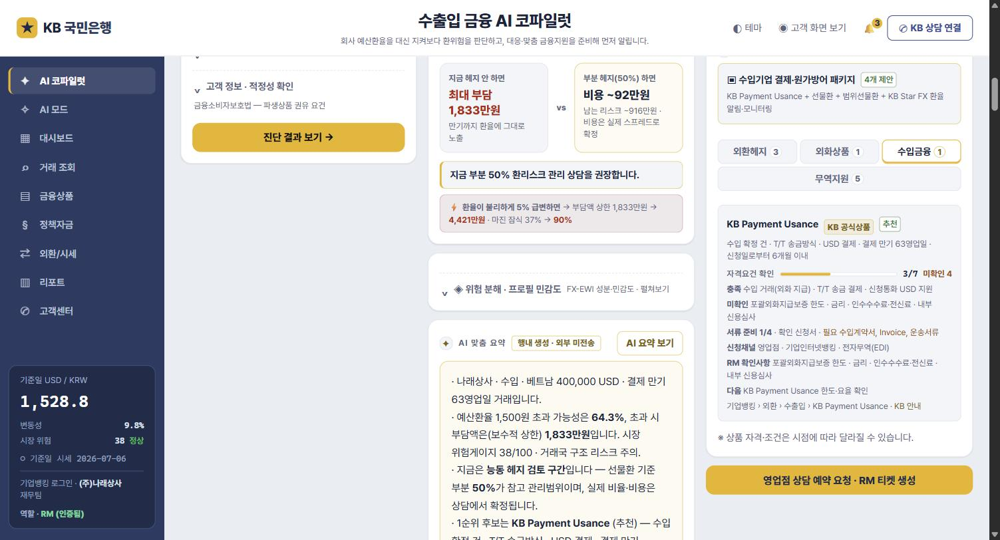 KB 국민은행
수출입 금융 AI 코파일럿
회사 예산환율을 대신 지켜보다 환위험을 판단하고, 대응·맞춤 금융지원을 준비해 먼저 알립니다.
테마
고객 화면 보기
3
KB 상담 연결
AI 코파일럿
AI 모드
대시보드
거래 조회
금융상품
§ 정책자금
외환/시세
리포트
고객센터
기준일 USD / KRW
1,528.8
변동성 9.8%
시장 위험 38 정상
기준일 시세 2026-07-06
기업뱅킹 로그인 · (주)나래상사
재무팀
역할 · RM (인증됨)
고객 정보 · 적정성 확인
금융소비자보호법 — 파생상품 권유 요건
진단 결과 보기 →
지금 헤지 안 하면
최대 부담
1,833만원
만기까지 환율에 그대로
노출
vs
부분 헤지(50%) 하면
비용 ~92만원
남는 리스크 ~916만원 ·
비용은 실제 스프레드로
확정
지금 부분 50% 환리스크 관리 상담을 권장합니다.
환율이 불리하게 5% 급변하면 → 부담액 상한 1,833만원 →
4,421만원 · 마진 잠식 37% → 90%
◈ 위험 분해 · 프로필 민감도 FX-EWI 성분·민감도 · 펼쳐보기
AI 맞춤 요약 행내 생성 · 외부 미전송 AI 요약 보기
· 나래상사 · 수입 · 베트남 400,000 USD · 결제 만기
63영업일 거래입니다.
· 예산환율 1,500원 초과 가능성은 64.3%, 초과 시
부담액은(보수적 상한) 1,833만원입니다. 시장
위험게이지 38/100 · 거래국 구조 리스크 주의.
· 지금은 능동 헤지 검토 구간입니다 — 선물환 기준
부분 50%가 참고 관리범위이며, 실제 비율·비용은
상담에서 확정됩니다.
· 1순위 후보는 KB Payment Usance (추천) — 수입
확정 건 · T/T 송금방식 · USD 결제 · 결제 만기
수입기업 결제·원가방어 패키지 4개 제안
KB Payment Usance + 선물환 + 범위선물환 + KB Star FX 환율
알림·모니터링
외환헤지 3
외화상품 1
수입금융 1
무역지원 5
KB Payment Usance KB 공식상품 추천
수입 확정 건 · T/T 송금방식 · USD 결제 · 결제 만기 63영업일 ·
신청일로부터 6개월 이내
자격요건 확인 3/7 미확인 4
충족 수입 거래(외화 지급) · T/T 송금 결제 · 신청통화 USD 지원
미확인 포괄외화지급보증 한도 · 금리 · 인수수수료·전신료 · 내부
신용심사
서류 준비 1/4 · 확인 신청서 · 필요 수입계약서, Invoice, 운송서류
신청채널 영업점 · 기업인터넷뱅킹 · 전자무역(EDI)
RM 확인사항 포괄외화지급보증 한도 · 금리 · 인수수수료·전신료 ·
내부 신용심사
다음 KB Payment Usance 한도·요율 확인
기업뱅킹 › 외환 › 수출입 › KB Payment Usance · KB 안내
※ 상품 자격·조건은 시점에 따라 달라질 수 있습니다.
영업점 상담 예약 요청 · RM 티켓 생성